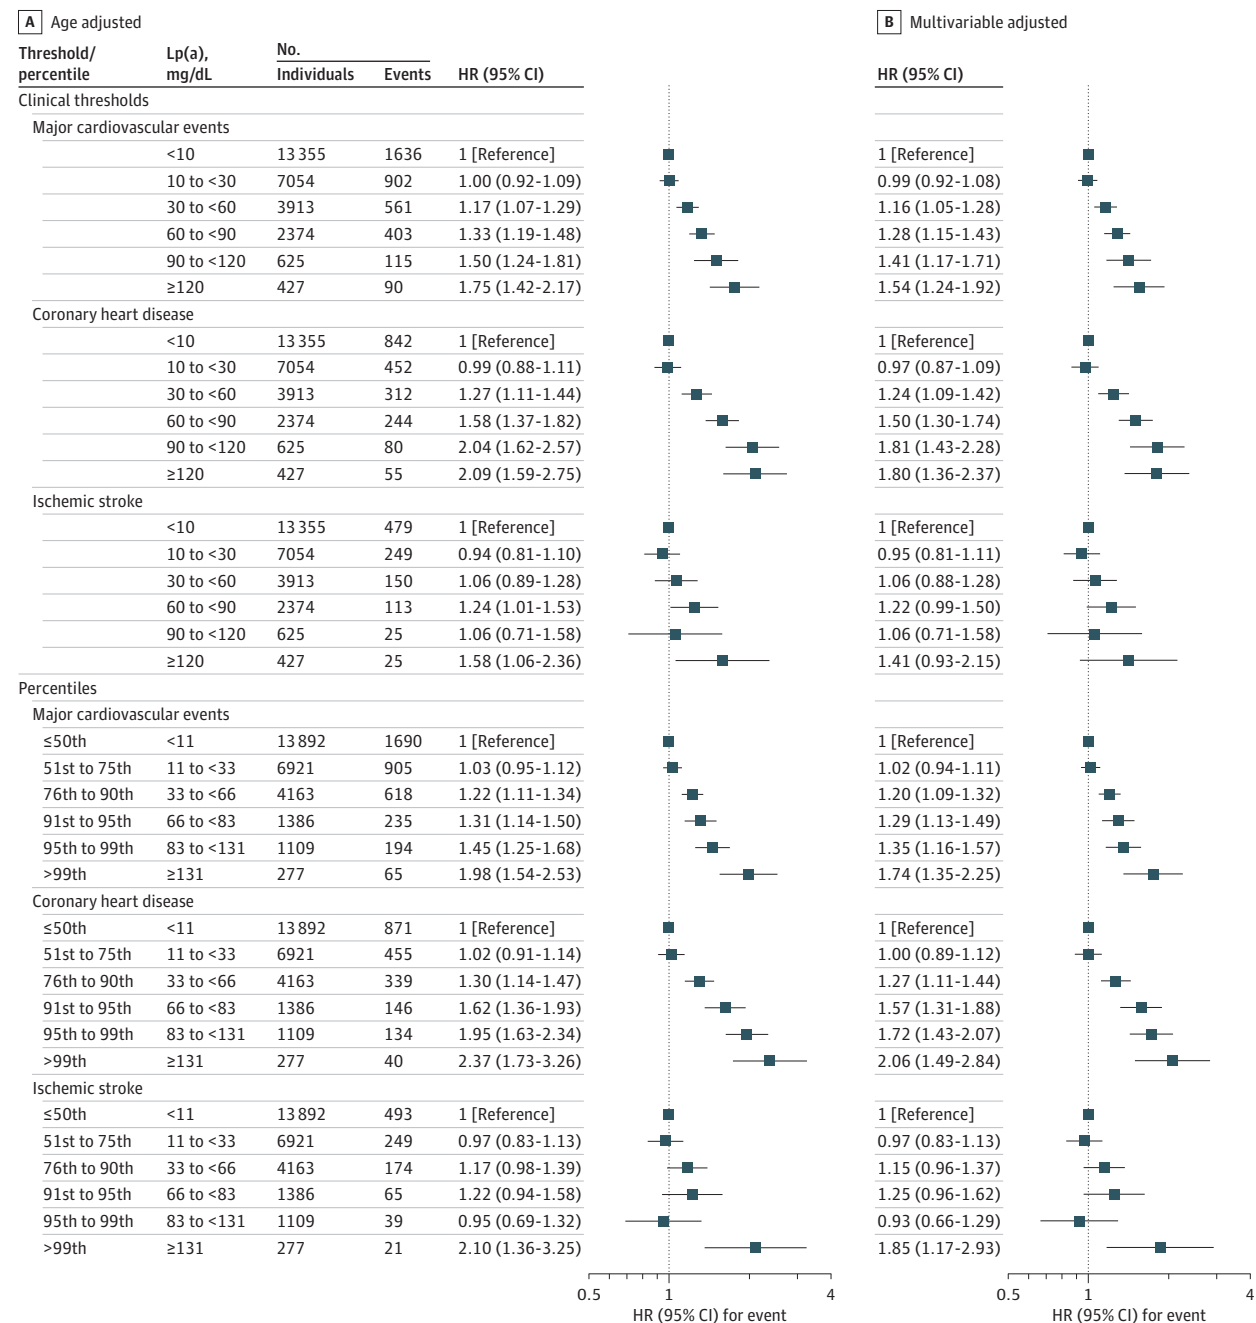 A Age adjusted B Multivariable adjusted
Threshold/ percentile Lp(a), mg/dL No. Individuals Events HR (95% CI) HR (95% CI)
Clinical thresholds
Major cardiovascular events
<10 13 355 1636 1 [Reference] 1 [Reference]
10 to <30 7054 902 1.00 (0.92-1.09) 0.99 (0.92-1.08)
30 to <60 3913 561 1.17 (1.07-1.29) 1.16 (1.05-1.28)
60 to <90 2374 403 1.33 (1.19-1.48) 1.28 (1.15-1.43)
90 to <120 625 115 1.50 (1.24-1.81) 1.41 (1.17-1.71)
≥120 427 90 1.75 (1.42-2.17) 1.54 (1.24-1.92)
Coronary heart disease
<10 13 355 842 1 [Reference] 1 [Reference]
10 to <30 7054 452 0.99 (0.88-1.11) 0.97 (0.87-1.09)
30 to <60 3913 312 1.27 (1.11-1.44) 1.24 (1.09-1.42)
60 to <90 2374 244 1.58 (1.37-1.82) 1.50 (1.30-1.74)
90 to <120 625 80 2.04 (1.62-2.57) 1.81 (1.43-2.28)
≥120 427 55 2.09 (1.59-2.75) 1.80 (1.36-2.37)
Ischemic stroke
<10 13 355 479 1 [Reference] 1 [Reference]
10 to <30 7054 249 0.94 (0.81-1.10) 0.95 (0.81-1.11)
30 to <60 3913 150 1.06 (0.89-1.28) 1.06 (0.88-1.28)
60 to <90 2374 113 1.24 (1.01-1.53) 1.22 (0.99-1.50)
90 to <120 625 25 1.06 (0.71-1.58) 1.06 (0.71-1.58)
≥120 427 25 1.58 (1.06-2.36) 1.41 (0.93-2.15)
Percentiles
Major cardiovascular events
≤50th <11 13 892 1690 1 [Reference] 1 [Reference]
51st to 75th 11 to <33 6921 905 1.03 (0.95-1.12) 1.02 (0.94-1.11)
76th to 90th 33 to <66 4163 618 1.22 (1.11-1.34) 1.20 (1.09-1.32)
91st to 95th 66 to <83 1386 235 1.31 (1.14-1.50) 1.29 (1.13-1.49)
95th to 99th 83 to <131 1109 194 1.45 (1.25-1.68) 1.35 (1.16-1.57)
>99th ≥131 277 65 1.98 (1.54-2.53) 1.74 (1.35-2.25)
Coronary heart disease
≤50th <11 13 892 871 1 [Reference] 1 [Reference]
51st to 75th 11 to <33 6921 455 1.02 (0.91-1.14) 1.00 (0.89-1.12)
76th to 90th 33 to <66 4163 339 1.30 (1.14-1.47) 1.27 (1.11-1.44)
91st to 95th 66 to <83 1386 146 1.62 (1.36-1.93) 1.57 (1.31-1.88)
95th to 99th 83 to <131 1109 134 1.95 (1.63-2.34) 1.72 (1.43-2.07)
>99th ≥131 277 40 2.37 (1.73-3.26) 2.06 (1.49-2.84)
Ischemic stroke
≤50th <11 13 892 493 1 [Reference] 1 [Reference]
51st to 75th 11 to <33 6921 249 0.97 (0.83-1.13) 0.97 (0.83-1.13)
76th to 90th 33 to <66 4163 174 1.17 (0.98-1.39) 1.15 (0.96-1.37)
91st to 95th 66 to <83 1386 65 1.22 (0.94-1.58) 1.25 (0.96-1.62)
95th to 99th 83 to <131 1109 39 0.95 (0.69-1.32) 0.93 (0.66-1.29)
>99th ≥131 277 21 2.10 (1.36-3.25) 1.85 (1.17-2.93)
0.5 1 4 0.5 1 4
HR (95% CI) for event HR (95% CI) for event